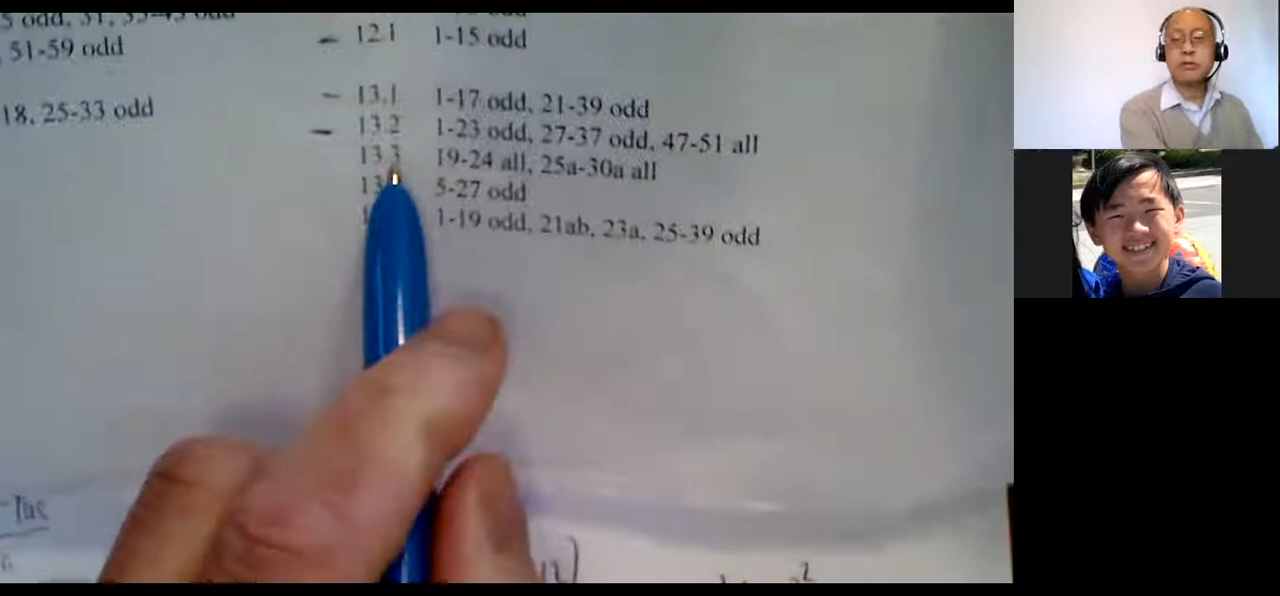 51-59 odd
18, 25-33 odd
12.1 1-15 odd
13.1 1-17 odd, 21-39 odd
13.2 1-23 odd, 27-37 odd, 47-51 all
13.3 19-24 all, 25a-30a all
5-27 odd
1-19 odd, 21ab, 23a, 25-39 odd